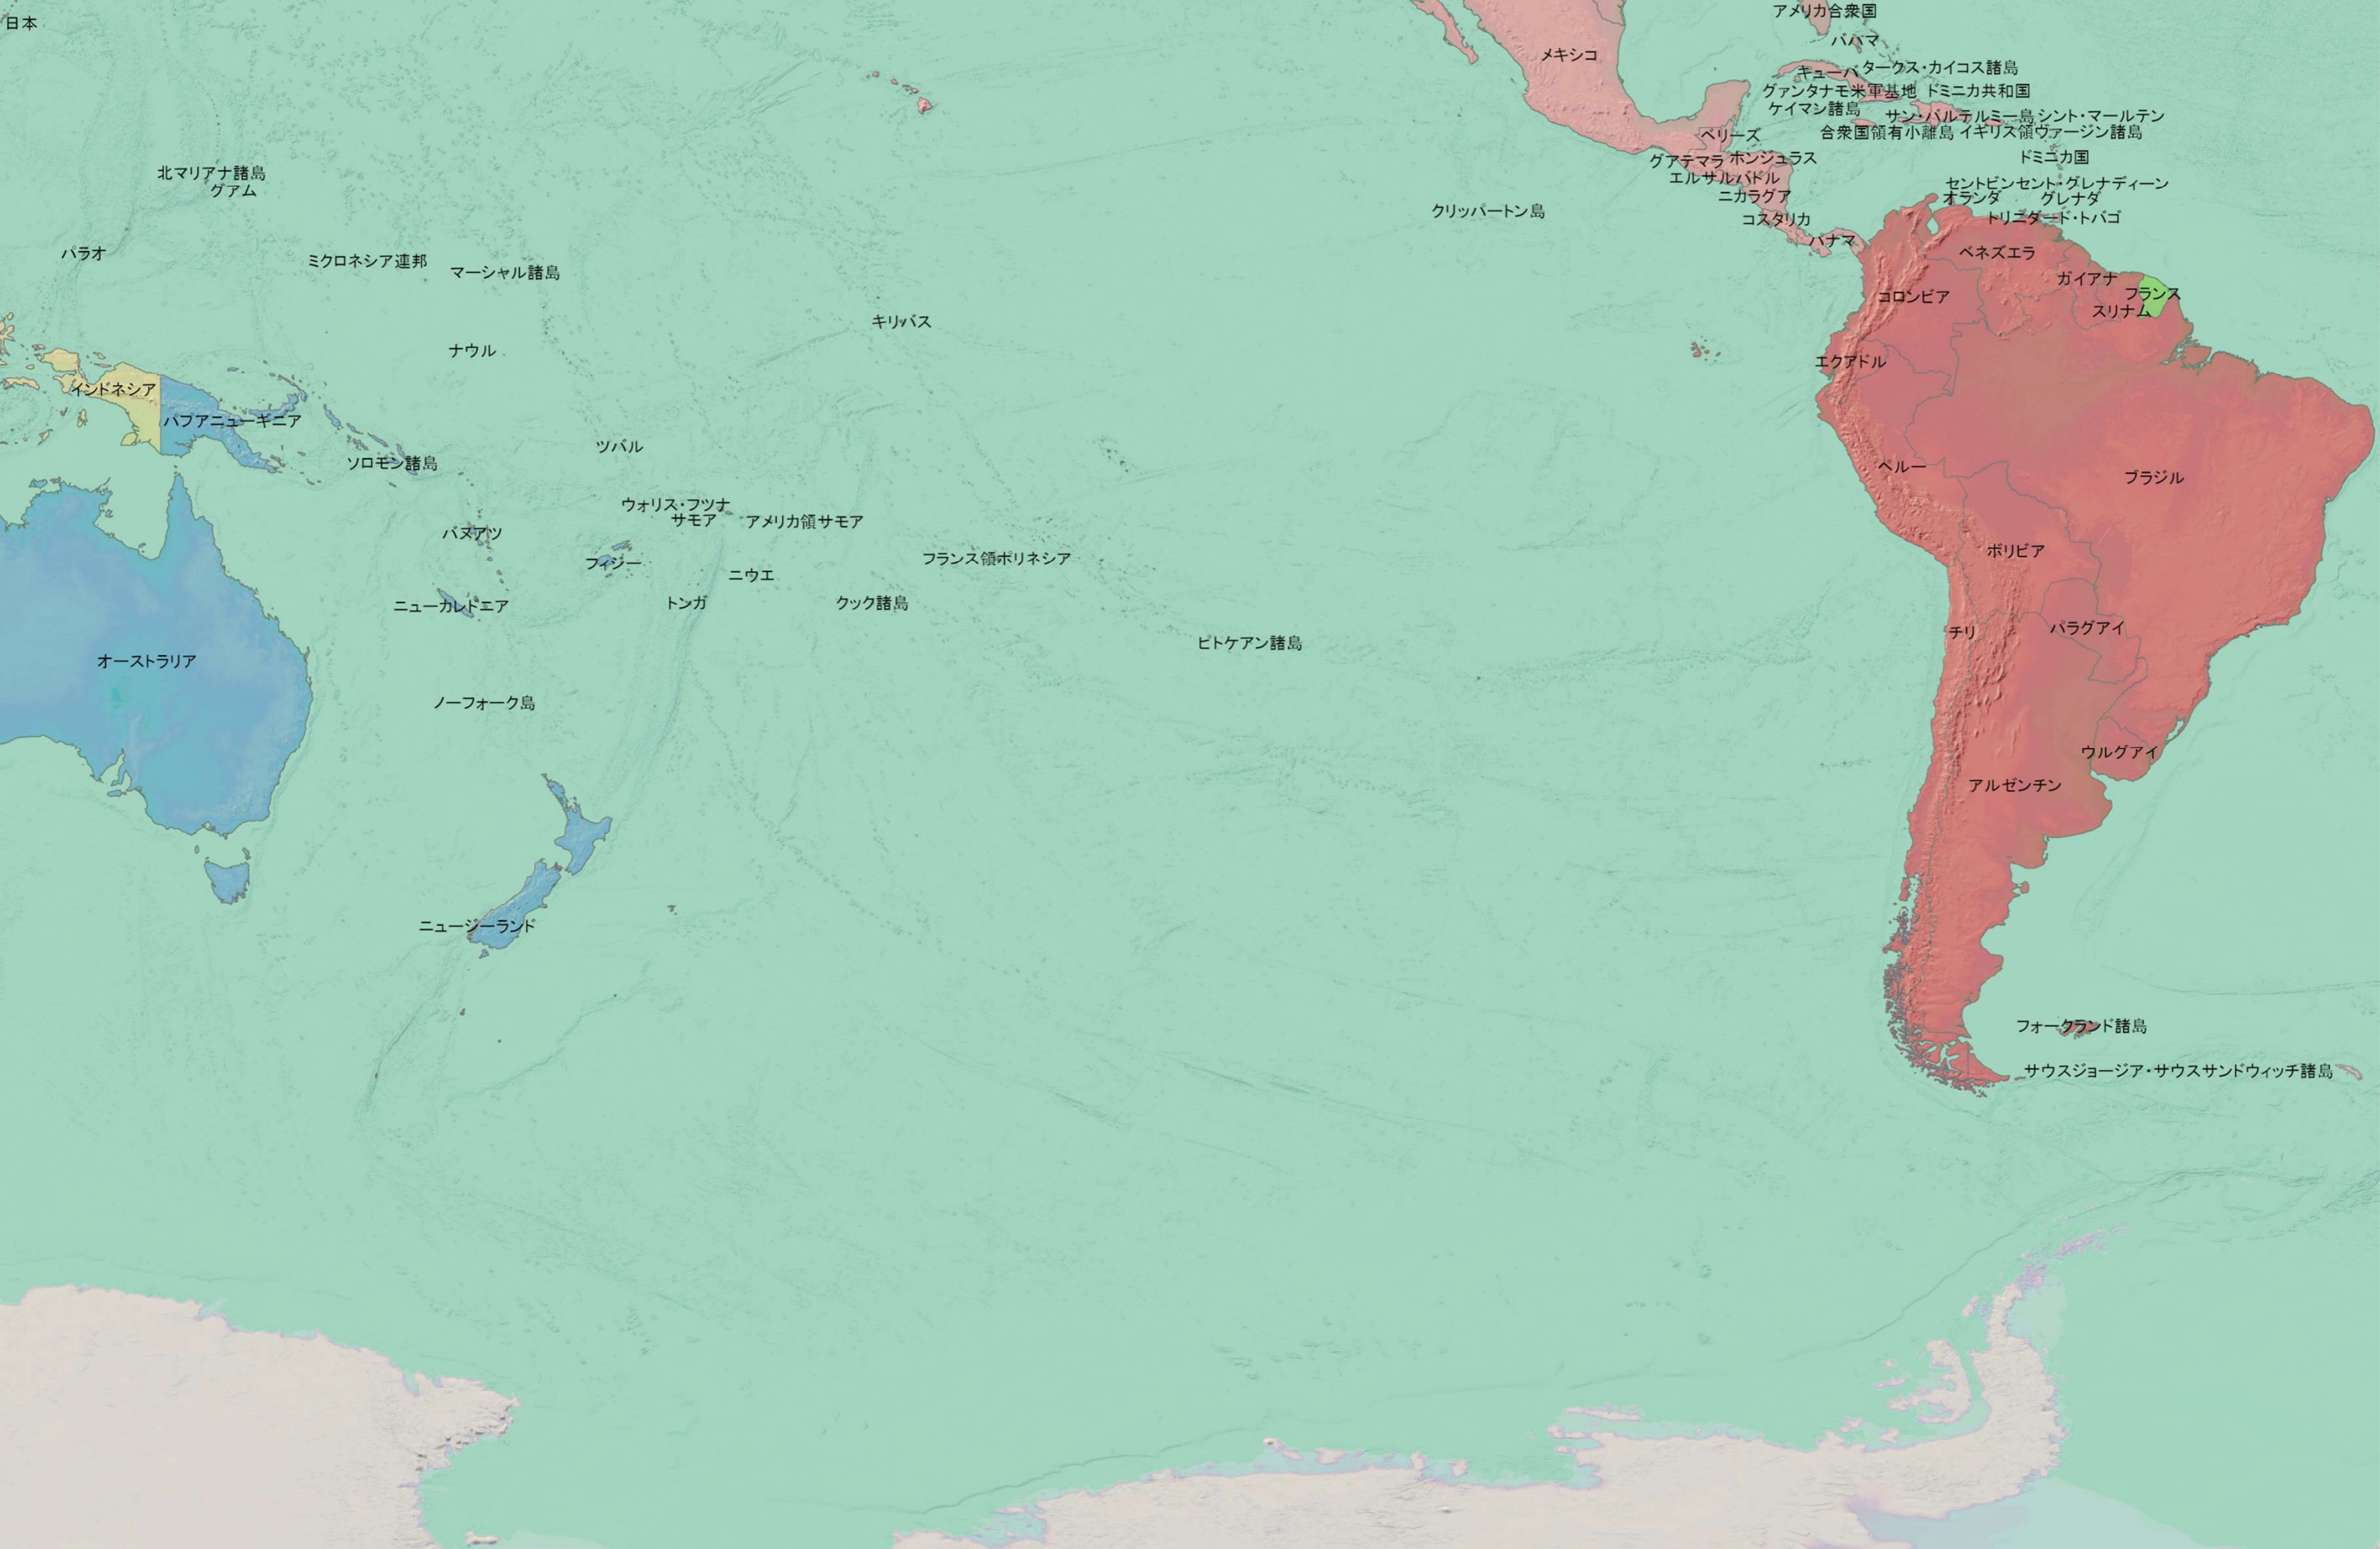 日本
アメリカ合衆国
バハマ
メキシコ
タークス・カイコス諸島
キューバ
グァンタナモ米軍基地
ドミニカ共和国
ケイマン諸島
サン・バルテルミー島
シント・マールテン
合衆国領有小離島
イギリス領ヴァージン諸島
ベリーズ
ドミニカ国
グアテマラ
ホンジュラス
エルサルバドル
北マリアナ諸島
グアム
セントビンセント・グレナディーン
ニカラグア
オランダ
グレナダ
クリッパートン島
コスタリカ
トリニダード・トバゴ
パナマ
パラオ
ベネズエラ
ミクロネシア連邦
マーシャル諸島
ガイアナ
フランス
コロンビア
スリナム
キリバス
ナウル
エクアドル
インドネシア
パプアニューギニア
ツバル
ソロモン諸島
ペルー
ブラジル
ウォリス・フツナ
サモア
アメリカ領サモア
バヌアツ
ボリビア
フィジー
フランス領ポリネシア
ニウエ
ニューカレドニア
トンガ
クック諸島
パラグアイ
チリ
ピトケアン諸島
オーストラリア
ノーフォーク島
ウルグアイ
アルゼンチン
ニュージーランド
フォークランド諸島
サウスジョージア・サウスサンドウィッチ諸島